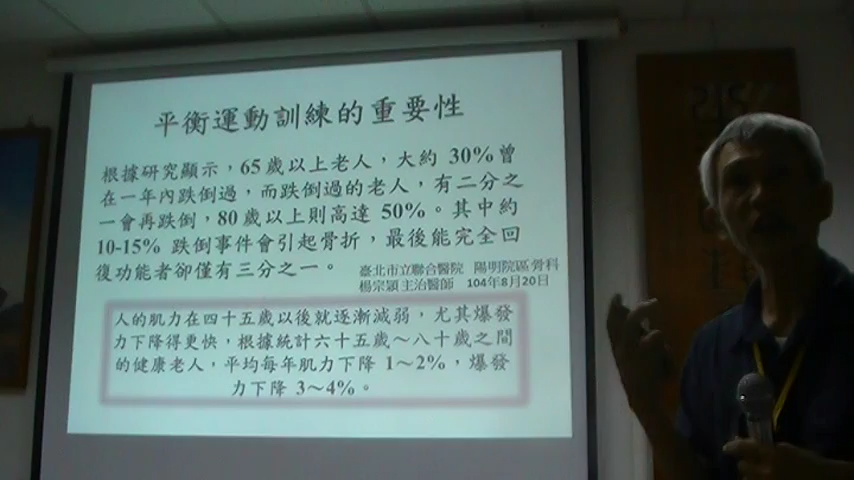 平衡運動訓練的重要性
根據研究顯示，65 歲以上老人，大約 30%曾
在一年內跌倒過，而跌倒過的老人，有二分之
一會再跌倒，80 歲以上則高達 50%。其中約
10-15% 跌倒事件會引起骨折，最後能完全回
復功能者卻僅有三分之一。
臺北市立聯合醫院 陽明院區骨科
楊宗穎主治醫師 104年8月20日
人的肌力在四十五歲以後就逐漸減弱，尤其爆發
力下降得更快，根據統計六十五歲～八十歲之間
的健康老人，平均每年肌力下降 1～2%，爆發
力下降 3～4%。